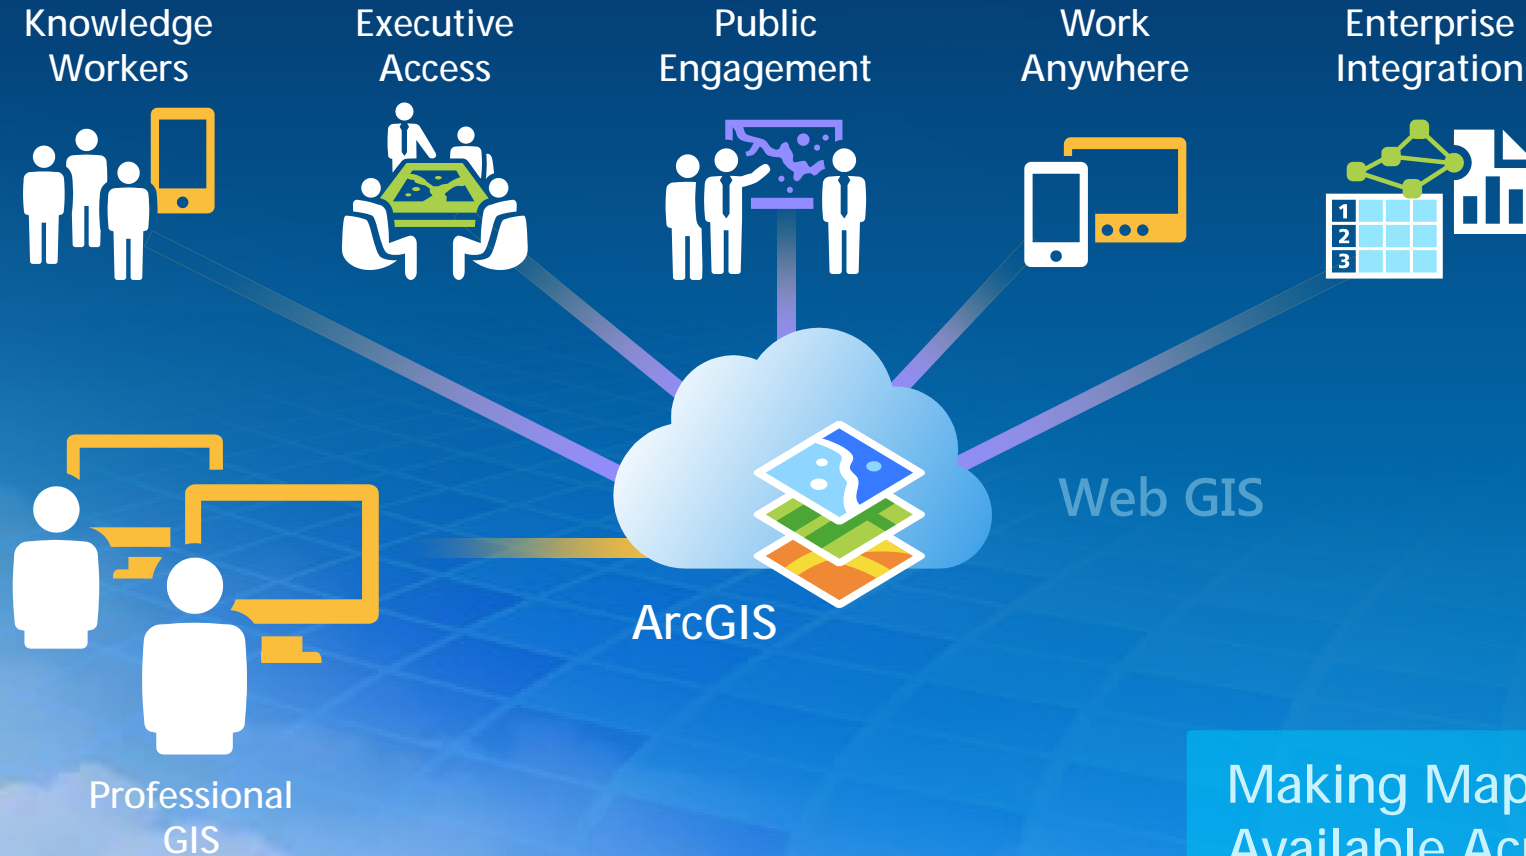 Knowledge
Workers
Executive
Access
Public
Engagement
Work
Anywhere
Enterprise
Integration
1
2
3
Web GIS
ArcGIS
Professional
GIS
Making Map
Available